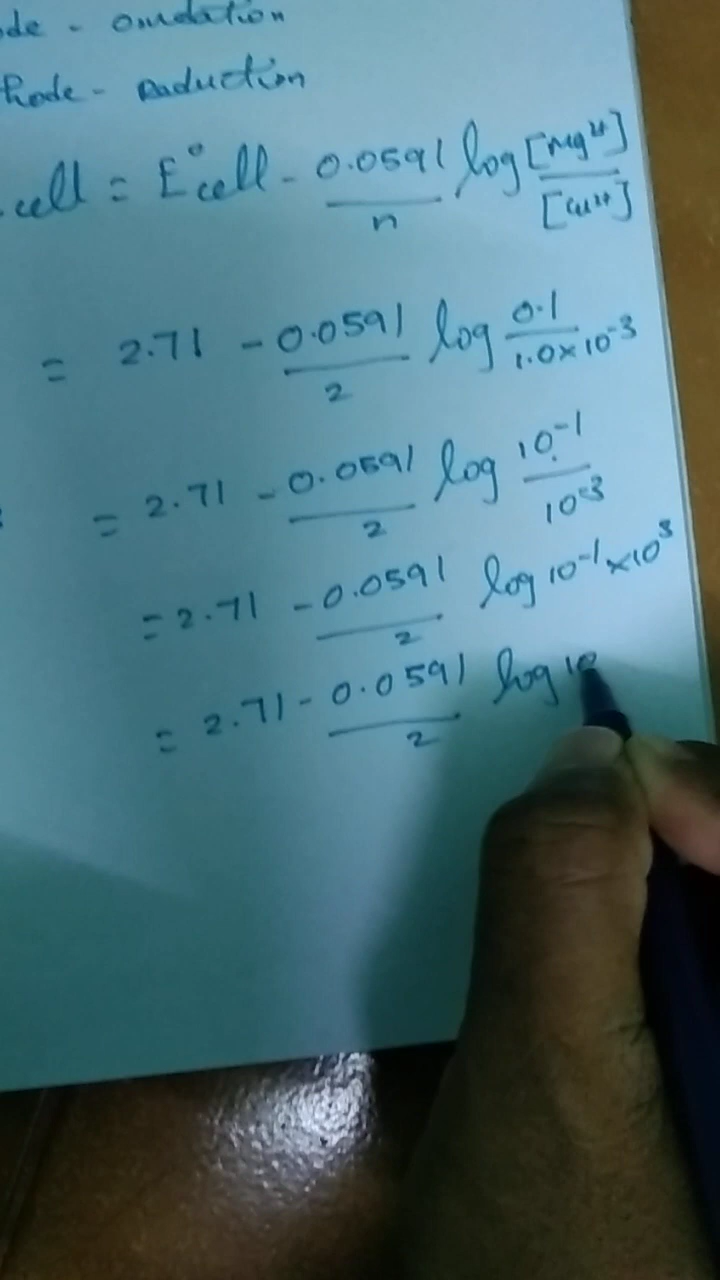 de - oxidation
hode - Reduction
cell = E°cell - 0.0591/n log [Mg²⁺]/[Cu²⁺]
= 2.71 - 0.0591/2 log 0.1/1.0×10⁻³
= 2.71 - 0.0591/2 log 10⁻¹/10⁻³
= 2.71 - 0.0591/2 log 10⁻¹×10³
= 2.71 - 0.0591/2 log 10